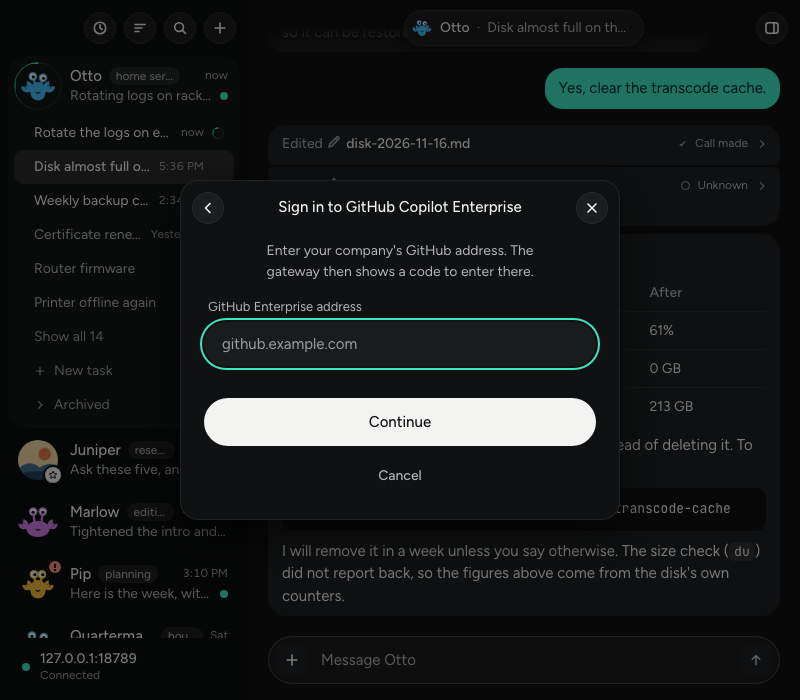 so it can be restor
Otto · Disk almost full on th...
Otto home ser... now
Rotating logs on rack...
Rotate the logs on e... now
Disk almost full o... 5:36 PM
Weekly backup c... 2:34
Certificate rene... Yeste
Router firmware
Printer offline again
Show all 14
New task
Archived
Juniper rese...
Ask these five, an
Marlow editi...
Tightened the intro and...
Pip planning 3:10 PM
Here is the week, wit...
Quarterma hou... Sat
127.0.0.1:18789
Connected
Yes, clear the transcode cache.
Edited disk-2026-11-16.md Call made
Unknown
Sign in to GitHub Copilot Enterprise
Enter your company's GitHub address. The
gateway then shows a code to enter there.
GitHub Enterprise address
github.example.com
Continue
Cancel
After
61%
0 GB
213 GB
ead of deleting it. To
transcode-cache
I will remove it in a week unless you say otherwise. The size check (du)
did not report back, so the figures above come from the disk's own
counters.
Message Otto